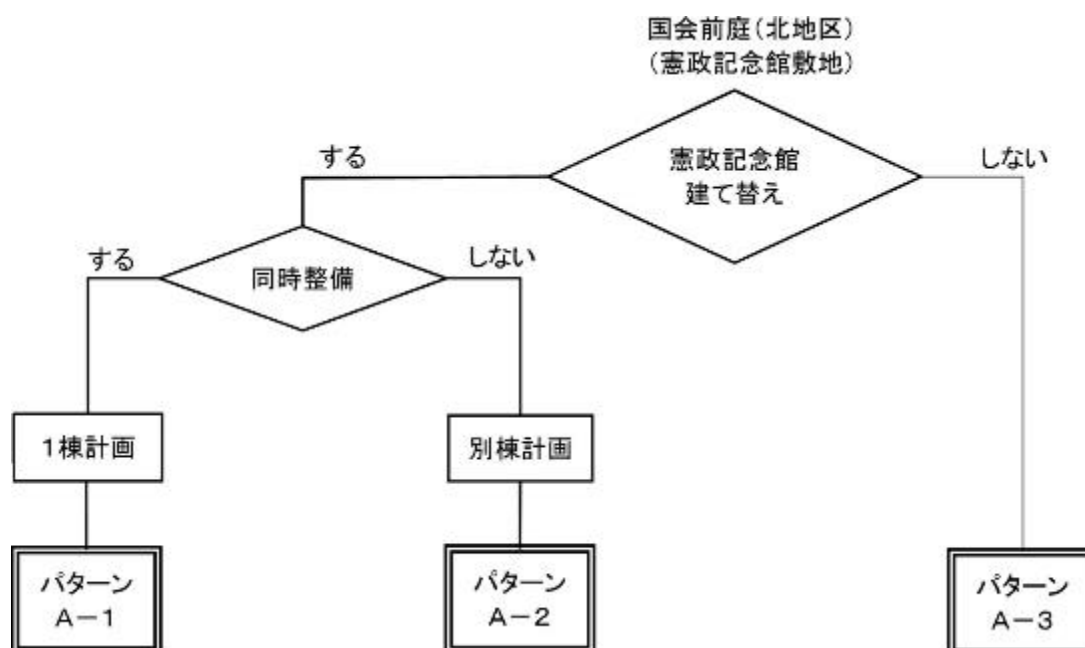 国会前庭(北地区)
(憲政記念館敷地)
憲政記念館
建て替え
する
しない
同時整備
する
しない
1棟計画
別棟計画
パターン
A-1
パターン
A-2
パターン
A-3